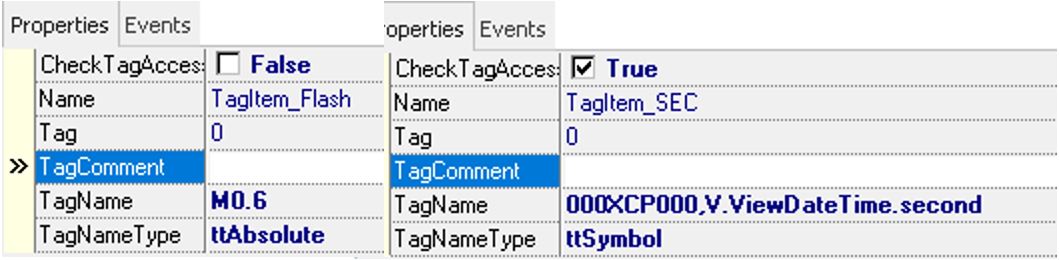 Properties Events
CheckTagAcces: False
Name TagItem_Flash
Tag 0
TagComment
TagName M0.6
TagNameType ttAbsolute
operties Events
CheckTagAcces: True
Name TagItem_SEC
Tag 0
TagComment
TagName 000XCP000,V.ViewDateTime.second
TagNameType ttSymbol